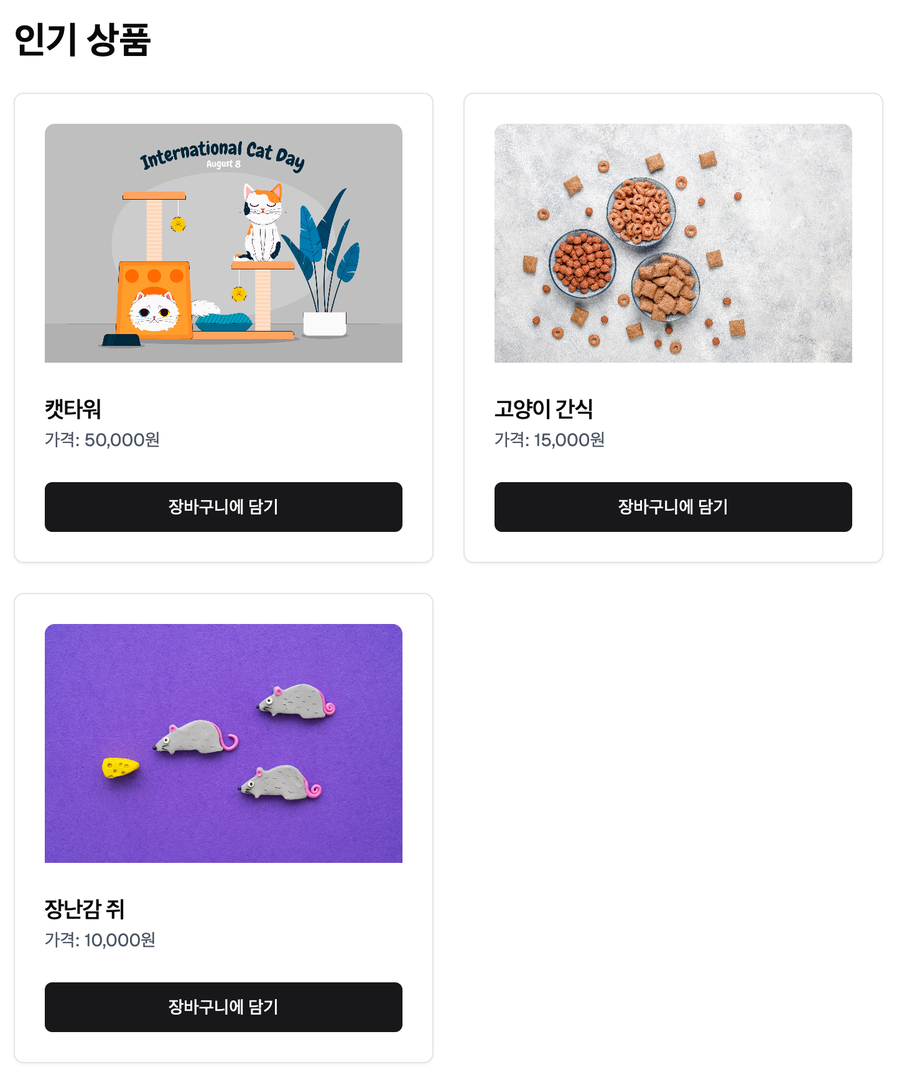 인기 상품
International Cat Day
August 8
캣타워
가격: 50,000원
장바구니에 담기
고양이 간식
가격: 15,000원
장바구니에 담기
장난감 쥐
가격: 10,000원
장바구니에 담기